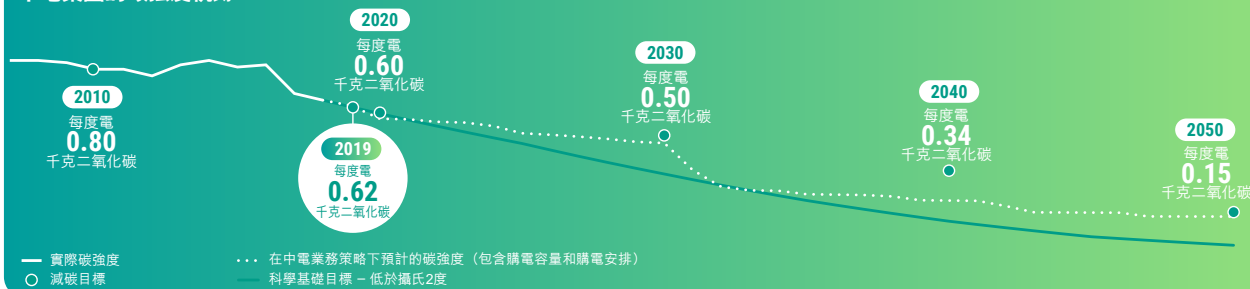 2010
每度電
0.80
千克二氧化碳
2019
每度電
0.62
千克二氧化碳
2020
每度電
0.60
千克二氧化碳
2030
每度電
0.50
千克二氧化碳
2040
每度電
0.34
千克二氧化碳
2050
每度電
0.15
千克二氧化碳
實際碳強度
減碳目標
在中電業務策略下預計的碳強度（包含購電容量和購電安排）
科學基礎目標 – 低於攝氏2度